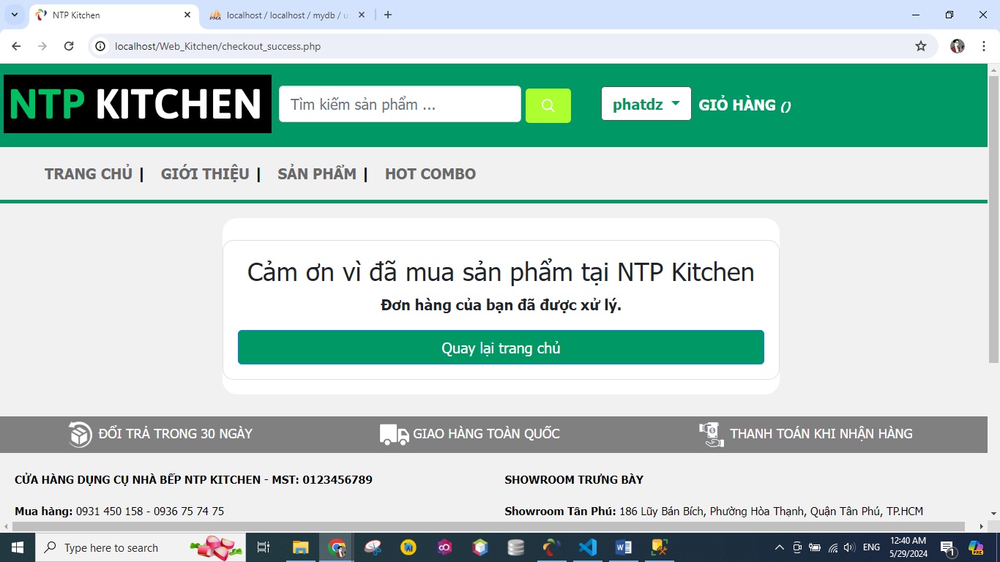 NTP Kitchen
localhost / localhost / mydb / u
localhost/Web_Kitchen/checkout_success.php
NTP KITCHEN
Tìm kiếm sản phẩm ...
phatdz
GIỎ HÀNG ()
TRANG CHỦ | GIỚI THIỆU | SẢN PHẨM | HOT COMBO
Cảm ơn vì đã mua sản phẩm tại NTP Kitchen
Đơn hàng của bạn đã được xử lý.
Quay lại trang chủ
ĐỔI TRẢ TRONG 30 NGÀY
GIAO HÀNG TOÀN QUỐC
THANH TOÁN KHI NHẬN HÀNG
CỬA HÀNG DỤNG CỤ NHÀ BẾP NTP KITCHEN - MST: 0123456789
Mua hàng: 0931 450 158 - 0936 75 74 75
SHOWROOM TRƯNG BÀY
Showroom Tân Phú: 186 Lũy Bán Bích, Phường Hòa Thạnh, Quận Tân Phú, TP.HCM
Type here to search
ENG
12:40 AM
5/29/2024
1
PRE